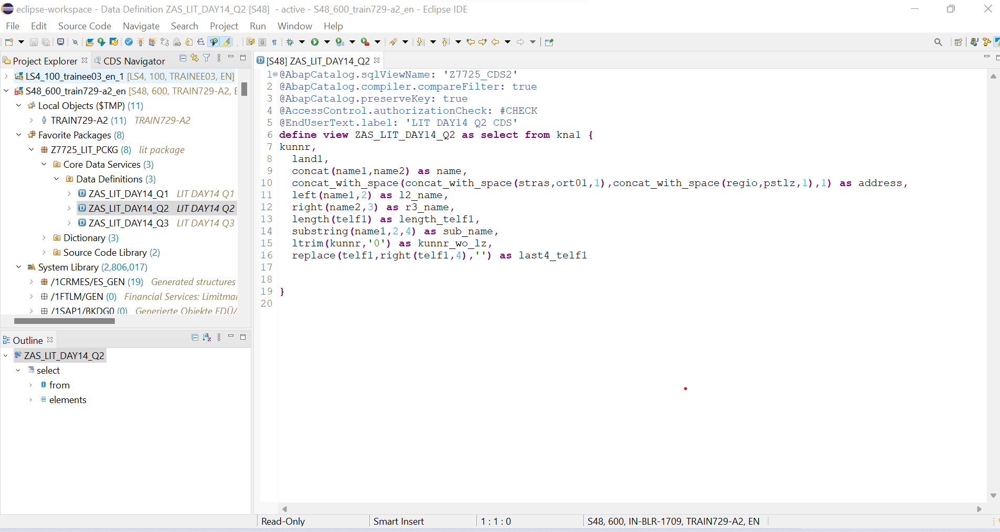 eclipse-workspace - Data Definition ZAS_LIT_DAY14_Q2 [S48]  - active - S48_600_train729-a2_en - Eclipse IDE
File Edit Source Code Navigate Search Project Run Window Help
Project Explorer CDS Navigator
LS4_100_trainee03_en_1 [LS4, 100, TRAINEE03, EN]
S48_600_train729-a2_en [S48, 600, TRAIN729-A2, E
Local Objects ($TMP) (11)
TRAIN729-A2 (11) TRAIN729-A2
Favorite Packages (8)
Z7725_LIT_PCKG (8) lit package
Core Data Services (3)
Data Definitions (3)
ZAS_LIT_DAY14_Q1 LIT DAY14 Q1
ZAS_LIT_DAY14_Q2 LIT DAY14 Q2
ZAS_LIT_DAY14_Q3 LIT DAY14 Q3
Dictionary (3)
Source Code Library (2)
System Library (2,806,017)
/1CRMES/ES_GEN (19) Generated structures
/1FTLM/GEN (0) Financial Services: Limitma
/1SAP1/BKDG0 (0) Generierte Objekte EDÜ/
Outline
ZAS_LIT_DAY14_Q2
select
from
elements
[S48] ZAS_LIT_DAY14_Q2
1 @AbapCatalog.sqlViewName: 'Z7725_CDS2'
2 @AbapCatalog.compiler.compareFilter: true
3 @AbapCatalog.preserveKey: true
4 @AccessControl.authorizationCheck: #CHECK
5 @EndUserText.label: 'LIT DAY14 Q2 CDS'
6 define view ZAS_LIT_DAY14_Q2 as select from kna1 {
7 kunnr,
8 land1,
9 concat(name1,name2) as name,
10 concat_with_space(concat_with_space(stras,ort01,1),concat_with_space(regio,pstlz,1),1) as address,
11 left(name1,2) as l2_name,
12 right(name2,3) as r3_name,
13 length(telf1) as length_telf1,
14 substring(name1,2,4) as sub_name,
15 ltrim(kunnr,'0') as kunnr_wo_lz,
16 replace(telf1,right(telf1,4),'') as last4_telf1
17
18
19 }
20
Read-Only Smart Insert 1 : 1 : 0 S48, 600, IN-BLR-1709, TRAIN729-A2, EN